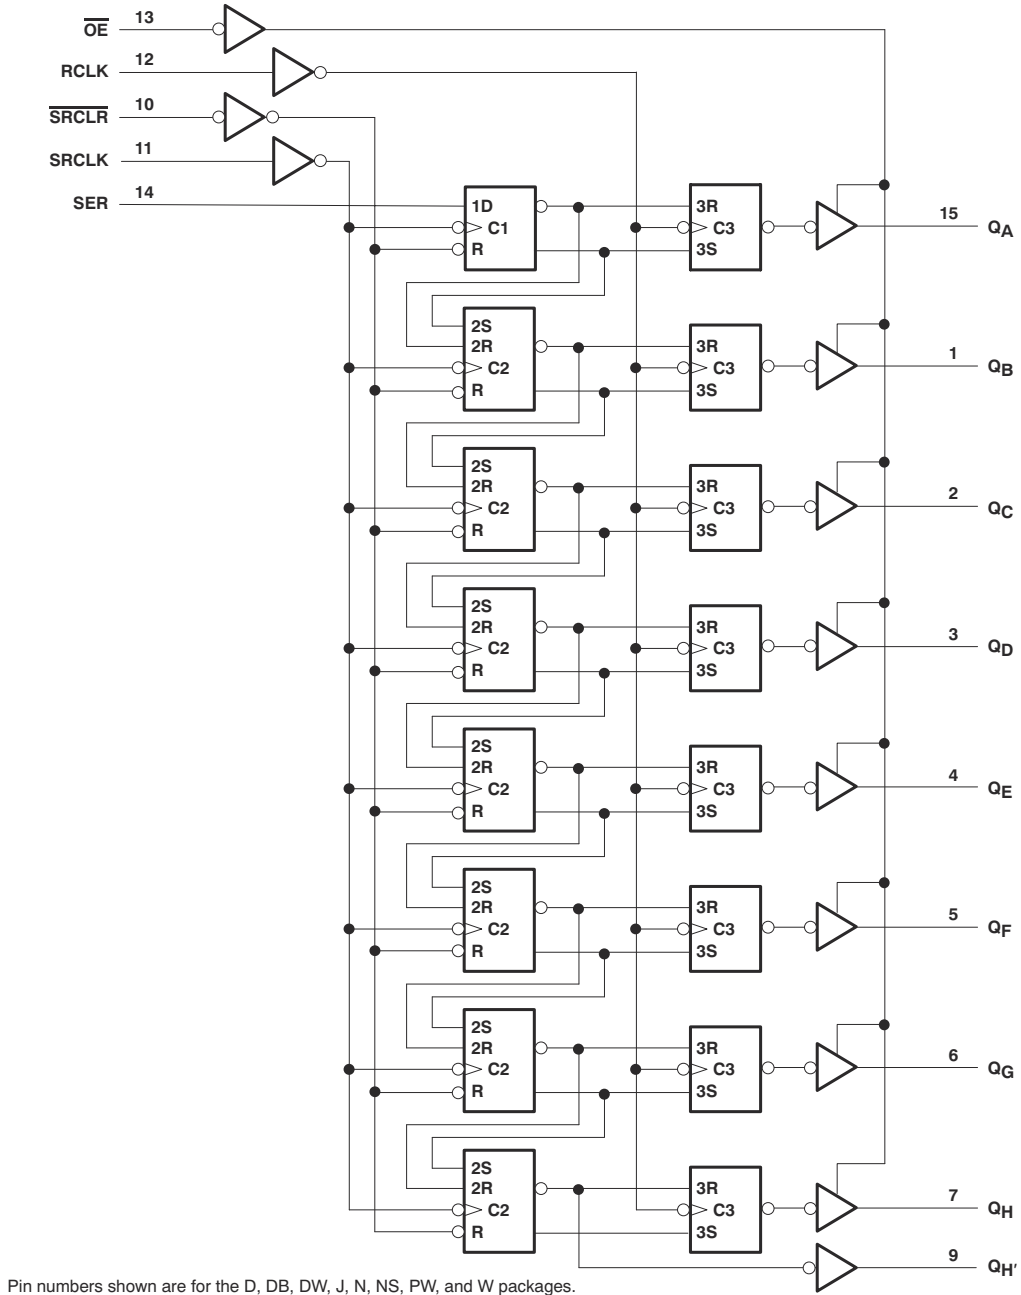 OE 13
RCLK 12
SRCLR 10
SRCLK 11
SER 14
1D
C1
R
3R
C3
3S
15 QA
2S
2R
C2
R
3R
C3
3S
1 QB
2S
2R
C2
R
3R
C3
3S
2 QC
2S
2R
C2
R
3R
C3
3S
3 QD
2S
2R
C2
R
3R
C3
3S
4 QE
2S
2R
C2
R
3R
C3
3S
5 QF
2S
2R
C2
R
3R
C3
3S
6 QG
2S
2R
C2
R
3R
C3
3S
7 QH
9 QH′
Pin numbers shown are for the D, DB, DW, J, N, NS, PW, and W packages.